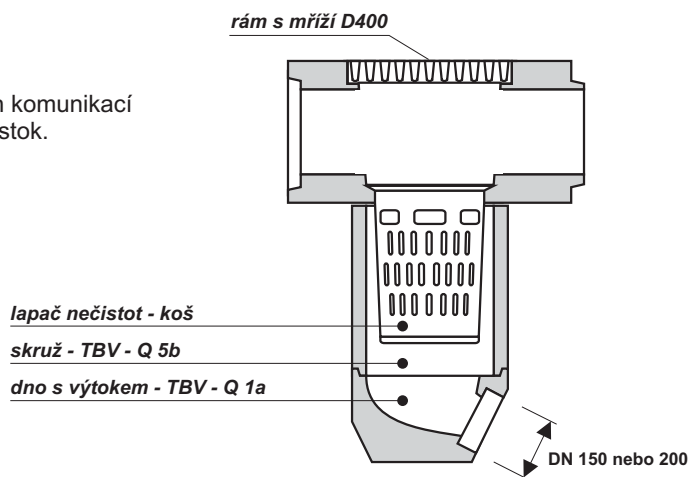 rám s mříží D400
komunikací
stok.
lapač nečistot - koš
skruž - TBV - Q 5b
dno s výtokem - TBV - Q 1a
DN 150 nebo 200